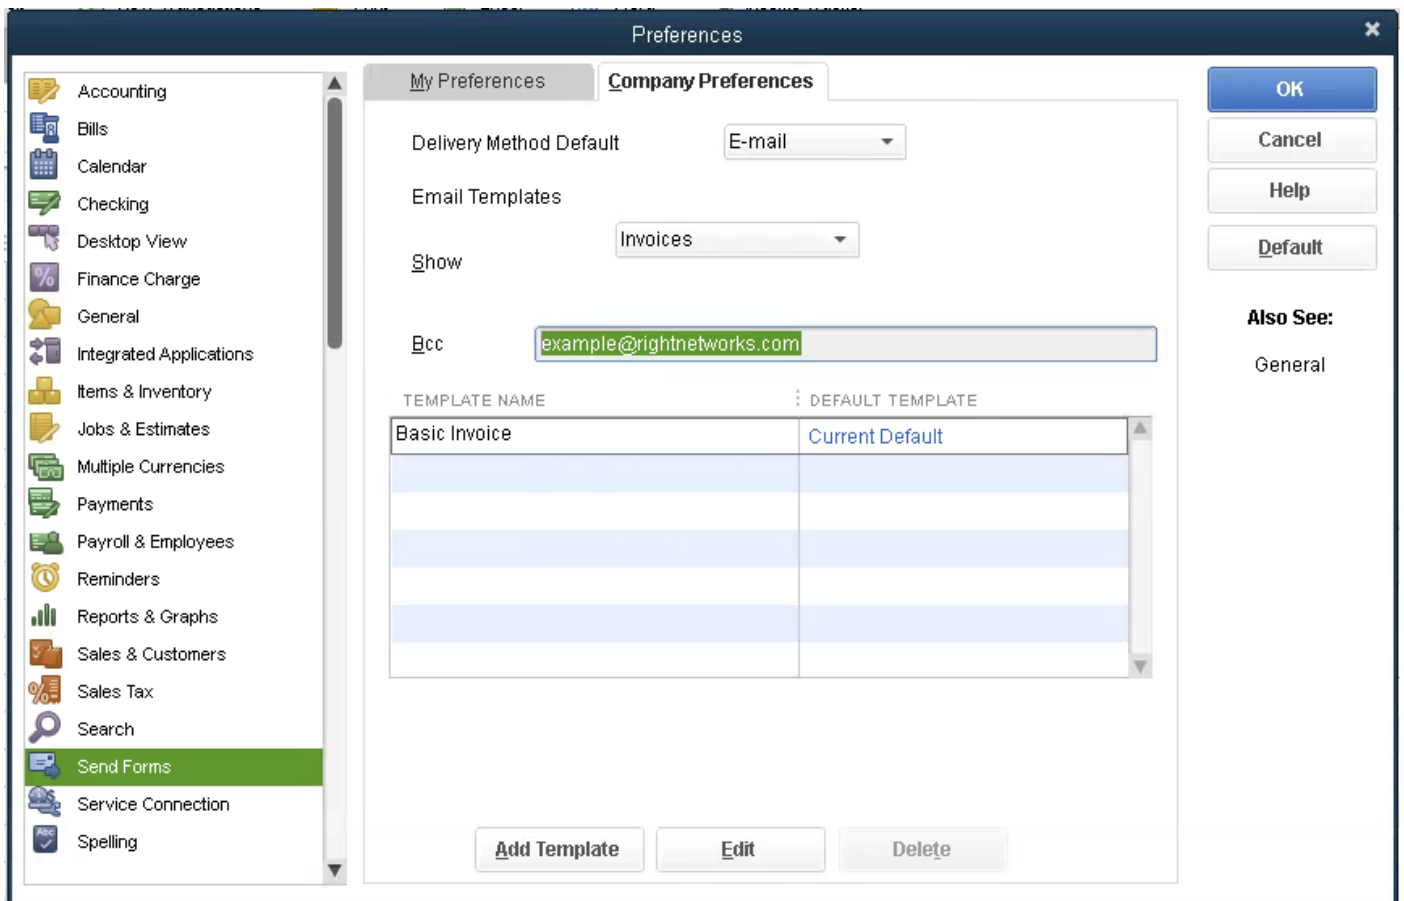 Preferences
Accounting
Bills
Calendar
Checking
Desktop View
Finance Charge
General
Integrated Applications
Items & Inventory
Jobs & Estimates
Multiple Currencies
Payments
Payroll & Employees
Reminders
Reports & Graphs
Sales & Customers
Sales Tax
Search
Send Forms
Service Connection
Spelling
My Preferences
Company Preferences
Delivery Method Default
E-mail
Email Templates
Show
Invoices
Bcc
example@rightnetworks.com
TEMPLATE NAME
DEFAULT TEMPLATE
Basic Invoice
Current Default
Add Template
Edit
Delete
OK
Cancel
Help
Default
Also See:
General